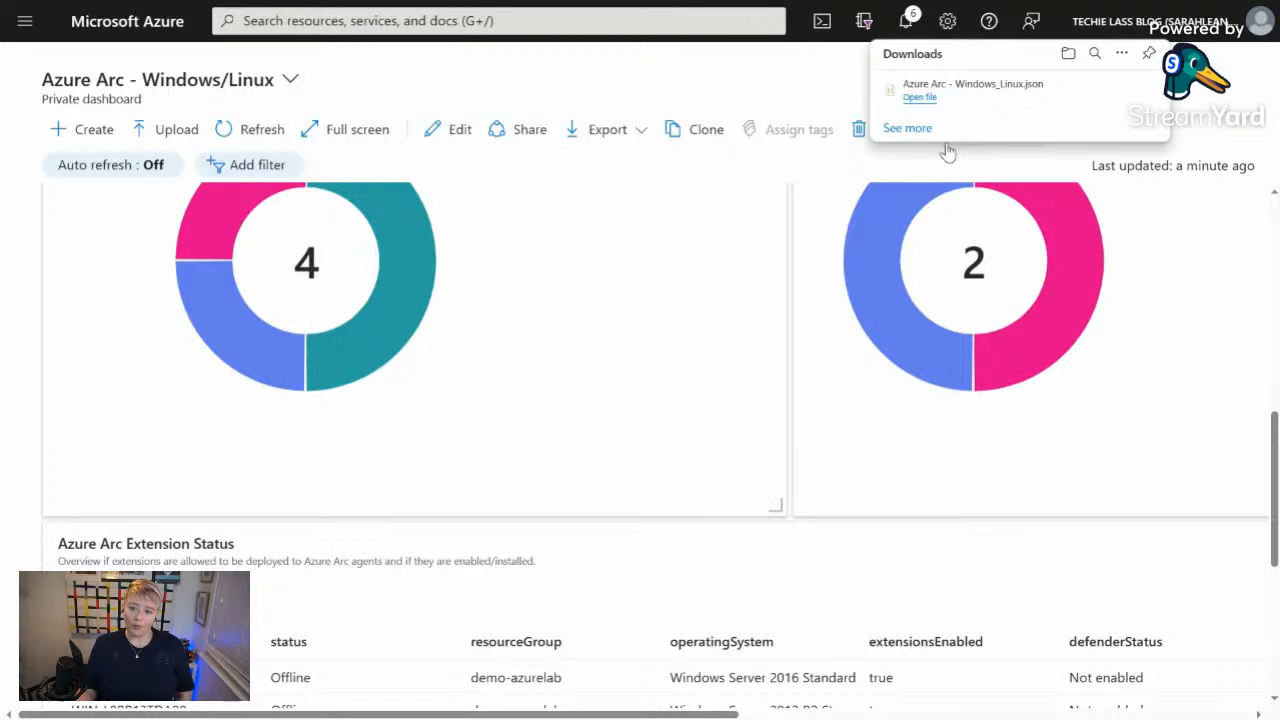 Microsoft Azure
Search resources, services, and docs (G+/)
6
TECHIE LASS BLOG (SARAHLEAN...
Powered by
StreamYard
Downloads
Azure Arc - Windows_Linux.json
Open file
See more
Azure Arc - Windows/Linux
Private dashboard
Create
Upload
Refresh
Full screen
Edit
Share
Export
Clone
Assign tags
Auto refresh : Off
Add filter
Last updated: a minute ago
4
2
Azure Arc Extension Status
Overview if extensions are allowed to be deployed to Azure Arc agents and if they are enabled/installed.
status resourceGroup operatingSystem extensionsEnabled defenderStatus
Offline demo-azurelab Windows Server 2016 Standard true Not enabled